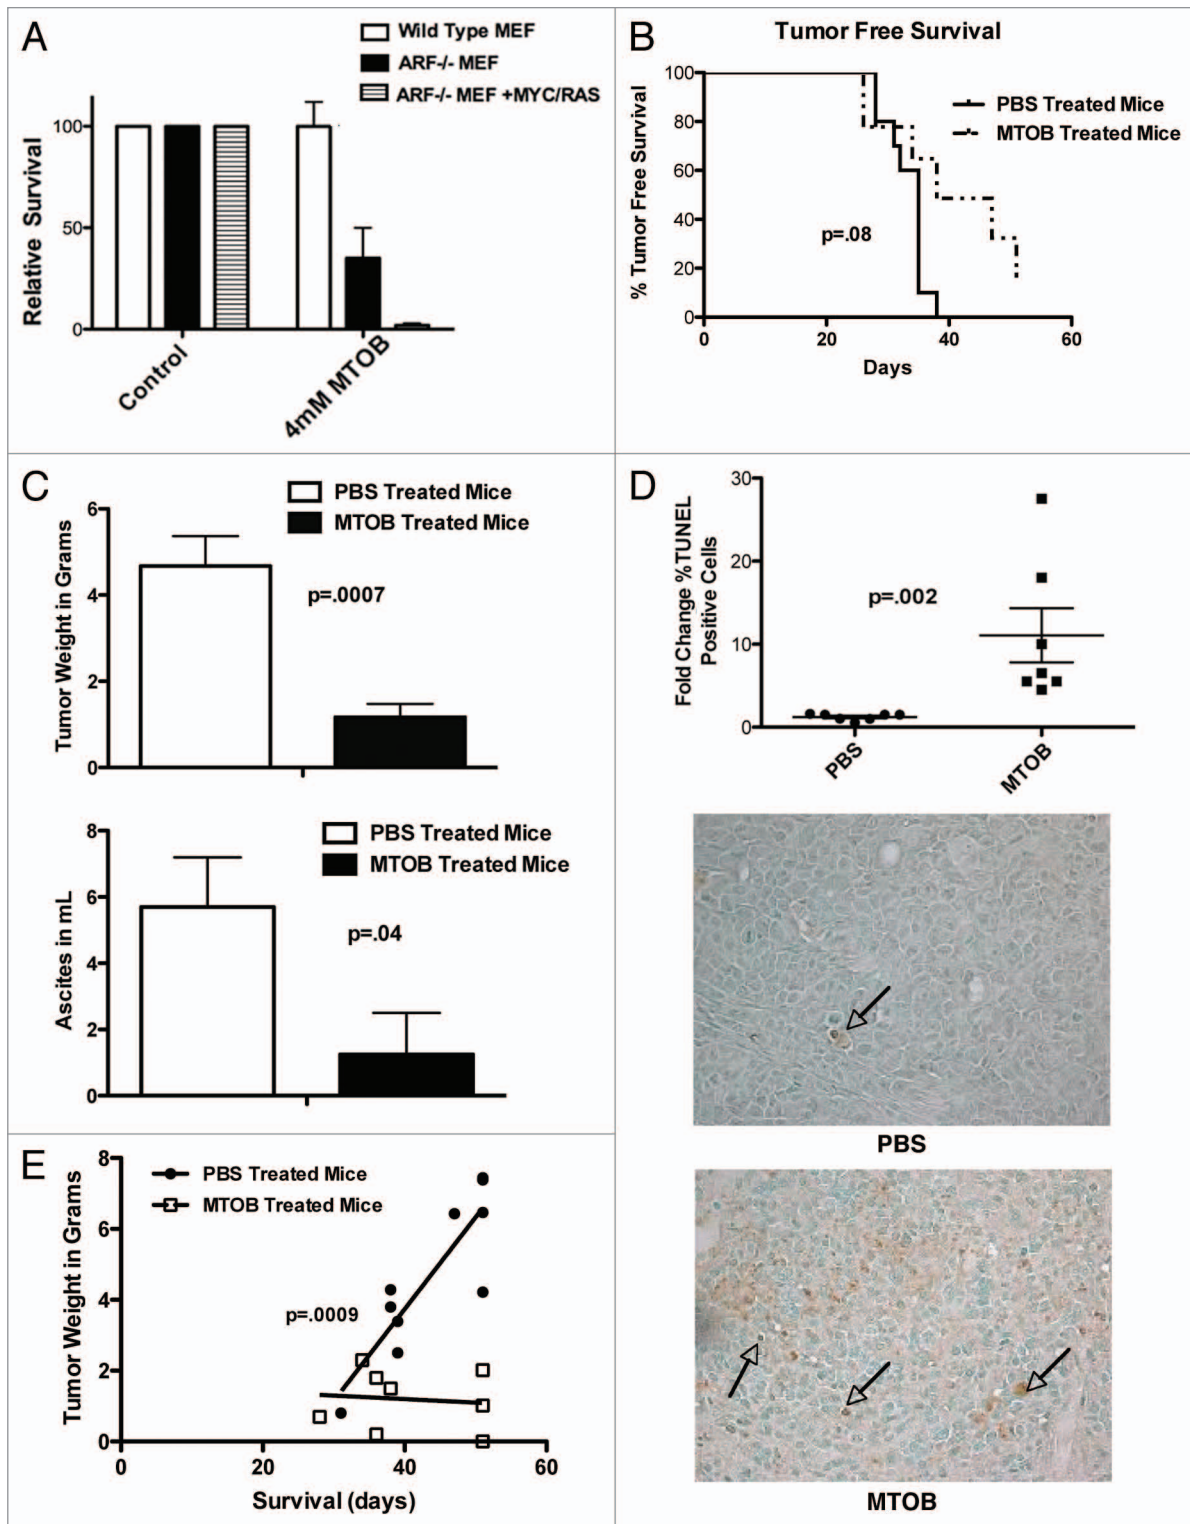 A
Wild Type MEF
ARF-/- MEF
ARF-/- MEF +MYC/RAS
Relative Survival
100
50
0
Control
4mM MTOB
B
Tumor Free Survival
% Tumor Free Survival
100
80
60
40
20
0
PBS Treated Mice
MTOB Treated Mice
p=.08
0 20 40 60
Days
C
PBS Treated Mice
MTOB Treated Mice
Tumor Weight in Grams
6
4
2
0
p=.0007
PBS Treated Mice
MTOB Treated Mice
Ascites in mL
8
6
4
2
0
p=.04
D
Fold Change %TUNEL
Positive Cells
30
20
10
0
p=.002
PBS
MTOB
PBS
MTOB
E
PBS Treated Mice
MTOB Treated Mice
Tumor Weight in Grams
8
6
4
2
0
p=.0009
0 20 40 60
Survival (days)